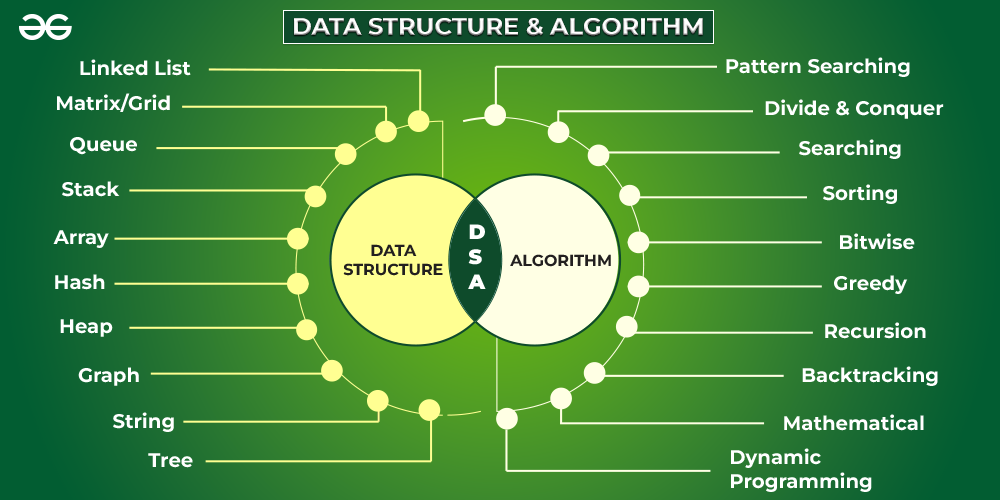 DATA STRUCTURE & ALGORITHM
Linked List
Matrix/Grid
Queue
Stack
Array
Hash
Heap
Graph
String
Tree
DATA
STRUCTURE
D
S
A
ALGORITHM
Pattern Searching
Divide & Conquer
Searching
Sorting
Bitwise
Greedy
Recursion
Backtracking
Mathematical
Dynamic
Programming